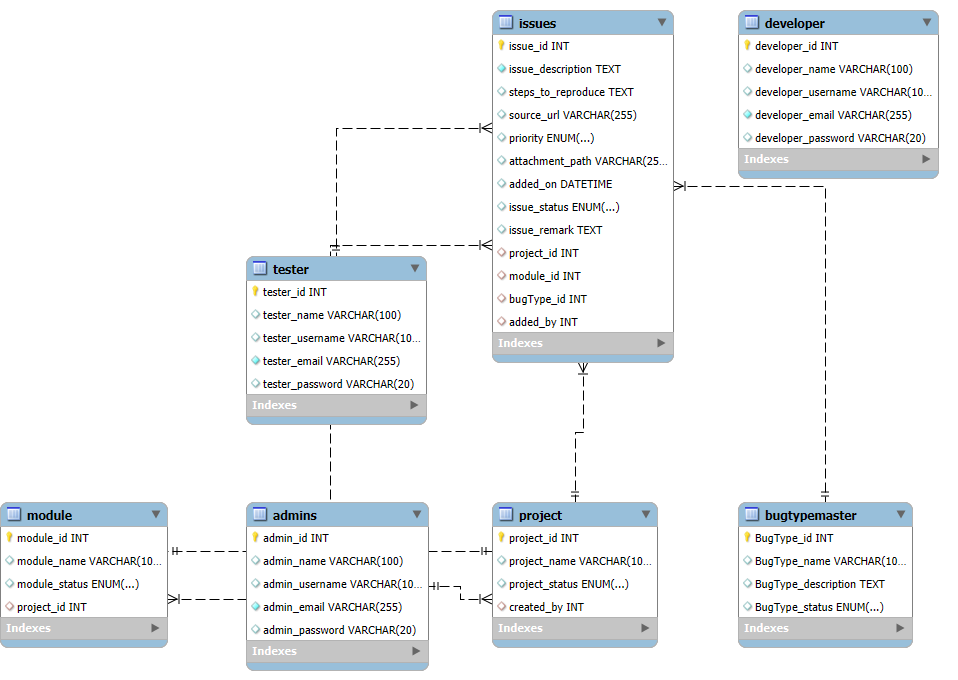 issues
issue_id INT
issue_description TEXT
steps_to_reproduce TEXT
source_url VARCHAR(255)
priority ENUM(...)
attachment_path VARCHAR(25...
added_on DATETIME
issue_status ENUM(...)
issue_remark TEXT
project_id INT
module_id INT
bugType_id INT
added_by INT
Indexes
developer
developer_id INT
developer_name VARCHAR(100)
developer_username VARCHAR(10...
developer_email VARCHAR(255)
developer_password VARCHAR(20)
Indexes
tester
tester_id INT
tester_name VARCHAR(100)
tester_username VARCHAR(10...
tester_email VARCHAR(255)
tester_password VARCHAR(20)
Indexes
module
module_id INT
module_name VARCHAR(10...
module_status ENUM(...)
project_id INT
Indexes
admins
admin_id INT
admin_name VARCHAR(100)
admin_username VARCHAR(10...
admin_email VARCHAR(255)
admin_password VARCHAR(20)
Indexes
project
project_id INT
project_name VARCHAR(10...
project_status ENUM(...)
created_by INT
Indexes
bugtypemaster
BugType_id INT
BugType_name VARCHAR(10...
BugType_description TEXT
BugType_status ENUM(...)
Indexes